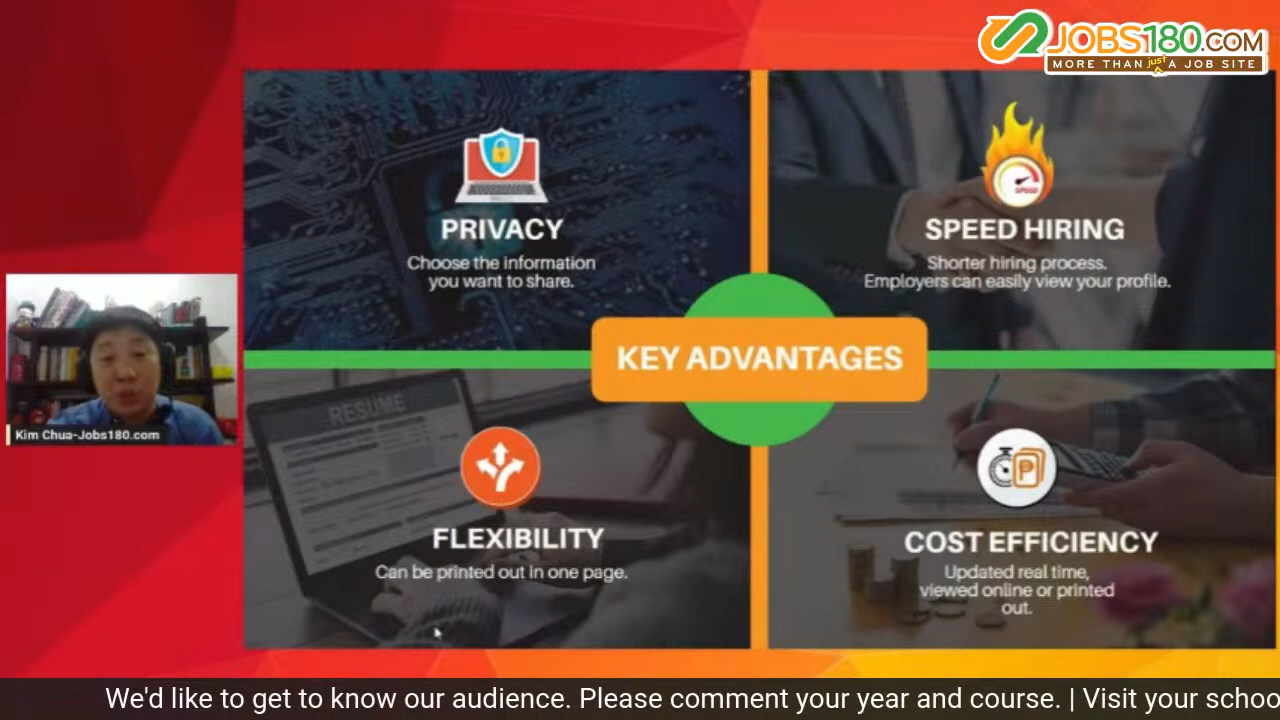 JOBS180.COM
MORE THAN just A JOB SITE
PRIVACY
Choose the information
you want to share.
SPEED
SPEED HIRING
Shorter hiring process.
Employers can easily view your profile.
KEY ADVANTAGES
Kim Chua-Jobs180.com
RESUME
FLEXIBILITY
Can be printed out in one page.
P
COST EFFICIENCY
Updated real time,
viewed online or printed
out.
We'd like to get to know our audience. Please comment your year and course. | Visit your schoo